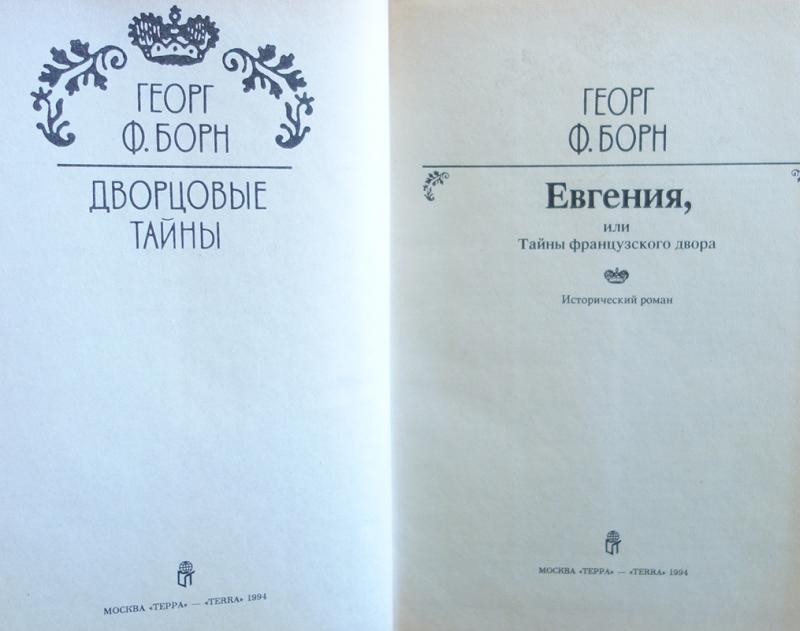 ГЕОРГ
Ф. БОРН
ДВОРЦОВЫЕ
ТАЙНЫ
МОСКВА «ТЕРРА» — «TERRA» 1994
ГЕОРГ
Ф. БОРН
Евгения,
или
Тайны французского двора
Исторический роман
МОСКВА «ТЕРРА» — «TERRA» 1994